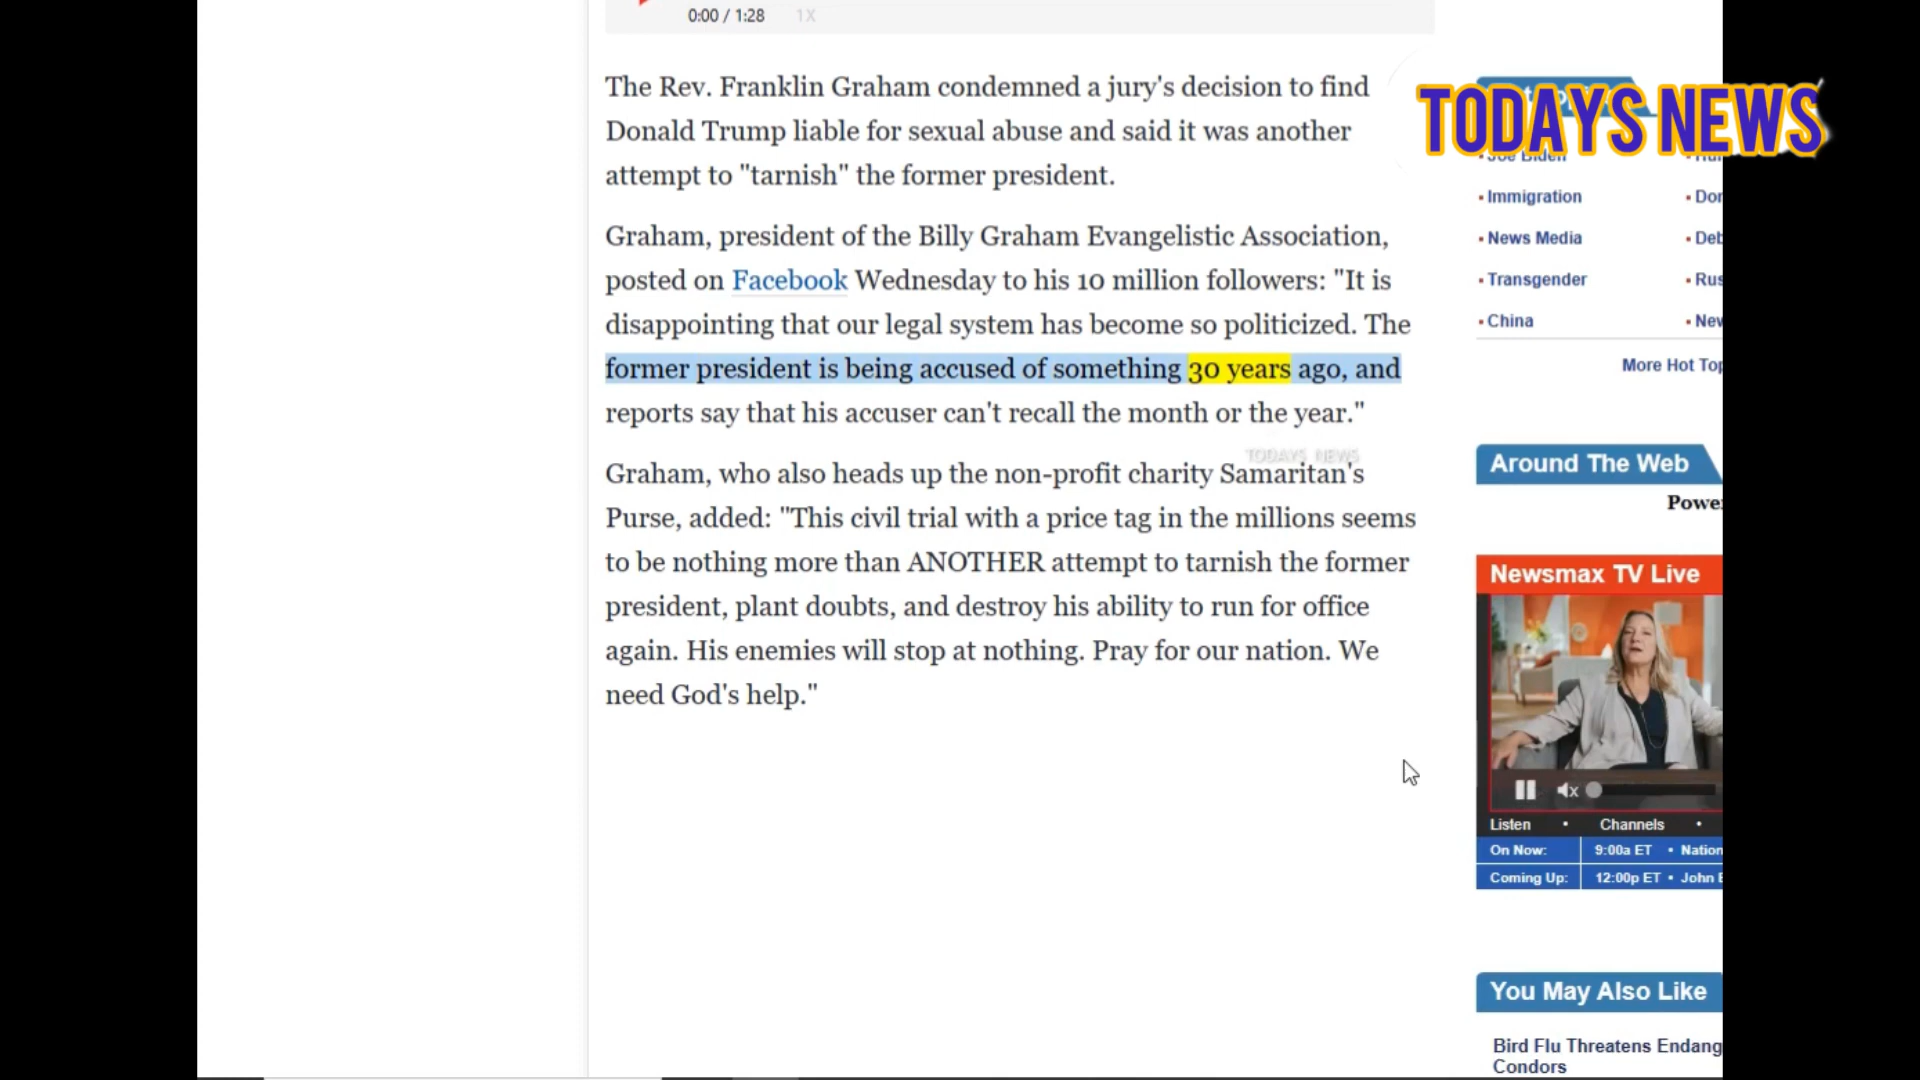 0:00 / 1:28 1X
The Rev. Franklin Graham condemned a jury's decision to find
Donald Trump liable for sexual abuse and said it was another
attempt to "tarnish" the former president.
Graham, president of the Billy Graham Evangelistic Association,
posted on Facebook Wednesday to his 10 million followers: "It is
disappointing that our legal system has become so politicized. The
former president is being accused of something 30 years ago, and
reports say that his accuser can't recall the month or the year."
TODAYS NEWS
Graham, who also heads up the non-profit charity Samaritan's
Purse, added: "This civil trial with a price tag in the millions seems
to be nothing more than ANOTHER attempt to tarnish the former
president, plant doubts, and destroy his ability to run for office
again. His enemies will stop at nothing. Pray for our nation. We
need God's help."
TODAYS NEWS
Joe Biden
Immigration
News Media
Transgender
China
More Hot
Around The Web
Newsmax TV Live
Listen • Channels •
On Now: 9:00a ET •
Coming Up: 12:00p ET • John
You May Also Like
Bird Flu Threatens
Condors